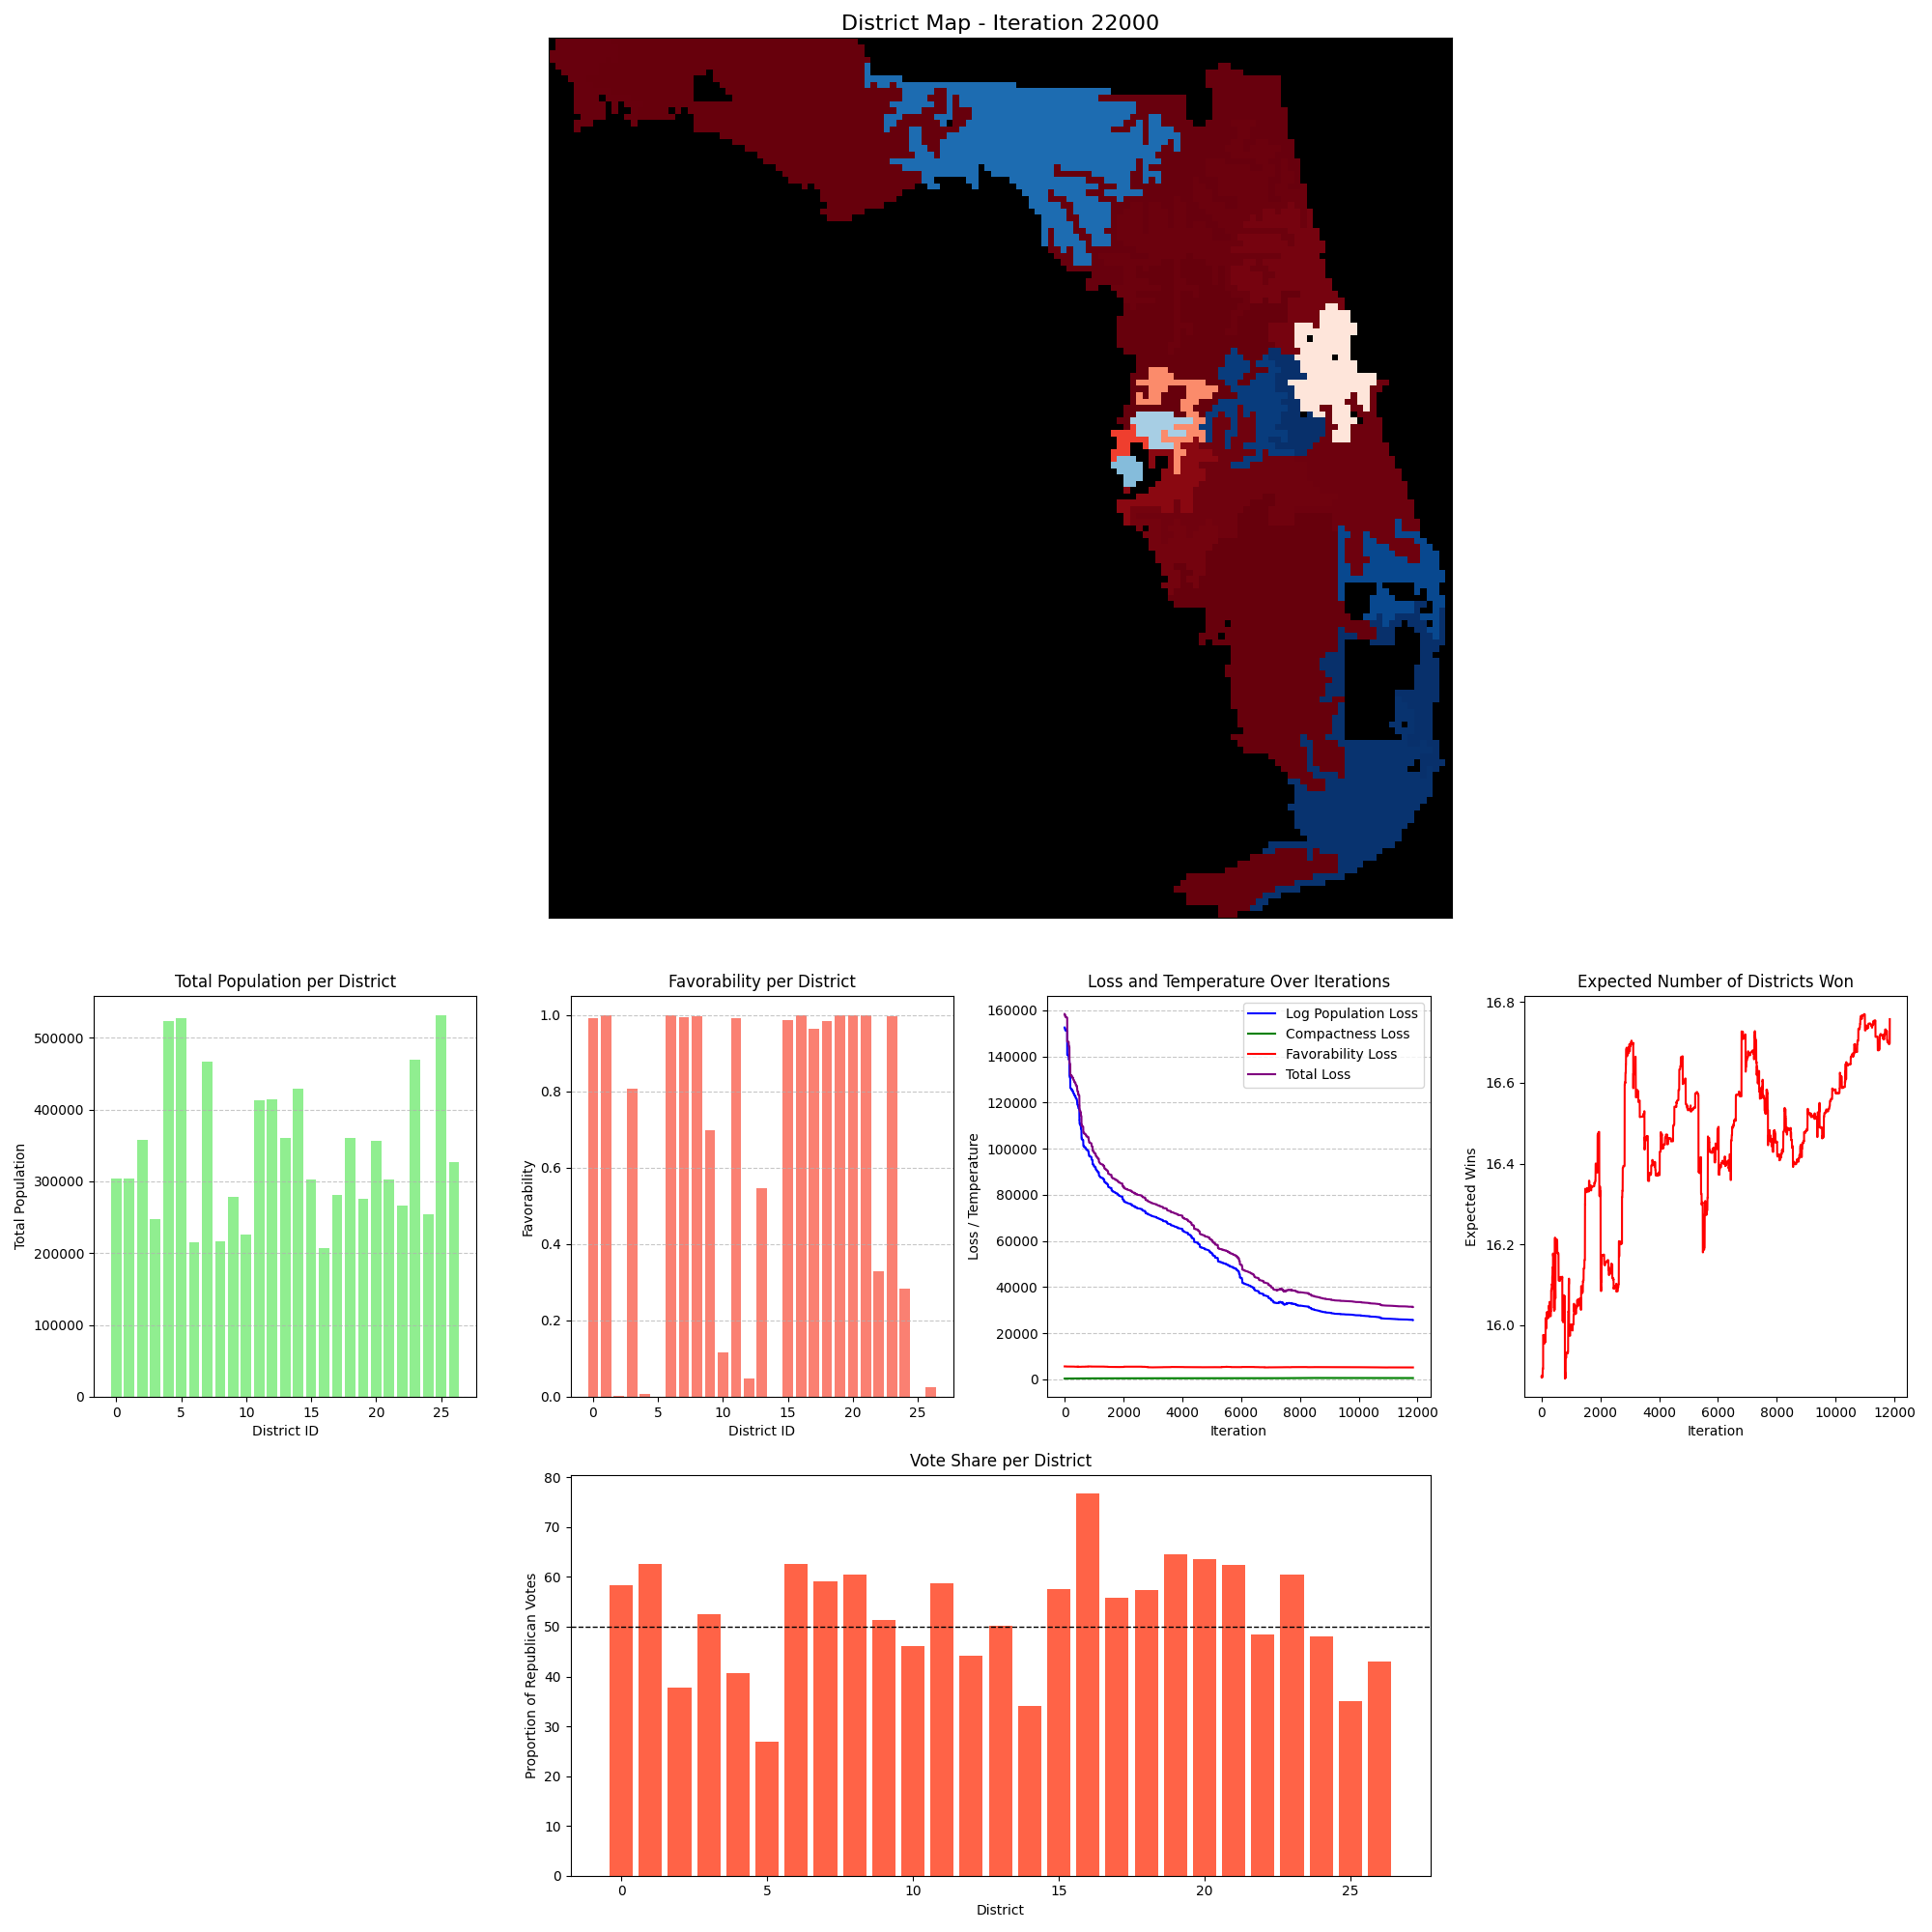 District Map - Iteration 22000
Total Population per District
Total Population
500000
400000
300000
200000
100000
0
0 5 10 15 20 25
District ID
Favorability per District
Favorability
1.0
0.8
0.6
0.4
0.2
0.0
0 5 10 15 20 25
District ID
Loss and Temperature Over Iterations
Loss / Temperature
160000
140000
120000
100000
80000
60000
40000
20000
0
Log Population Loss
Compactness Loss
Favorability Loss
Total Loss
0 2000 4000 6000 8000 10000 12000
Iteration
Expected Number of Districts Won
Expected Wins
16.8
16.6
16.4
16.2
16.0
0 2000 4000 6000 8000 10000 12000
Iteration
Vote Share per District
Proportion of Republican Votes
80
70
60
50
40
30
20
10
0
0 5 10 15 20 25
District